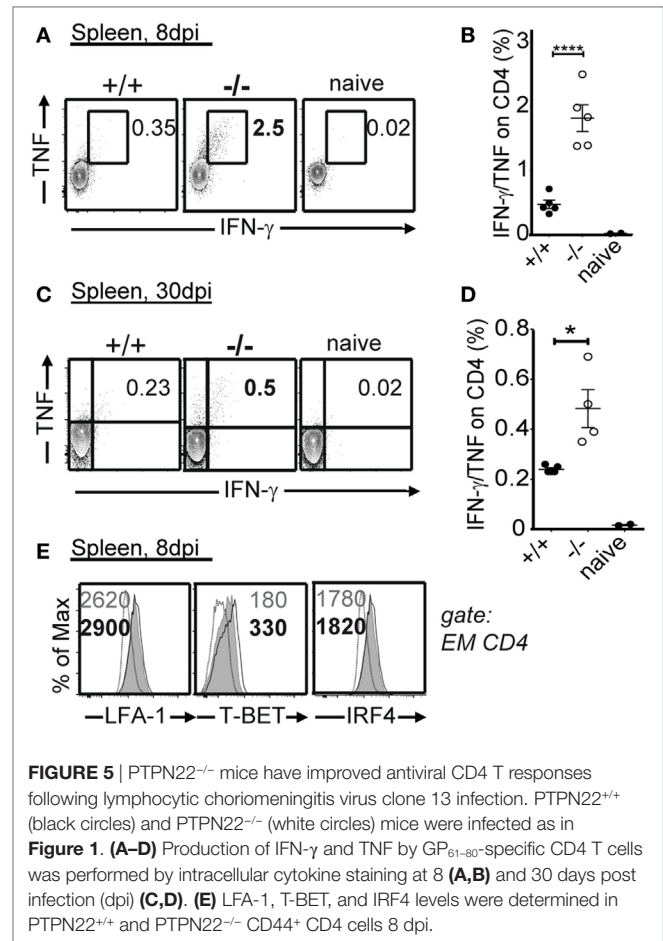 A Spleen, 8dpi
+/+ -/- naive
0.35 2.5 0.02
TNF
IFN-γ
B
IFN-γ/TNF on CD4 (%)
3
****
2
1
0
+/+ -/- naive
C Spleen, 30dpi
+/+ -/- naive
0.23 0.5 0.02
TNF
IFN-γ
D
IFN-γ/TNF on CD4 (%)
0.8
*
0.6
0.4
0.2
0
+/+ -/- naive
E Spleen, 8dpi
% of Max
2620 180 1780
2900 330 1820
LFA-1 T-BET IRF4
gate:
EM CD4
FIGURE 5 | PTPN22−/− mice have improved antiviral CD4 T responses
following lymphocytic choriomeningitis virus clone 13 infection. PTPN22+/+
(black circles) and PTPN22−/− (white circles) mice were infected as in
Figure 1. (A–D) Production of IFN-γ and TNF by GP61–80-specific CD4 T cells
was performed by intracellular cytokine staining at 8 (A,B) and 30 days post
infection (dpi) (C,D). (E) LFA-1, T-BET, and IRF4 levels were determined in
PTPN22+/+ and PTPN22−/− CD44+ CD4 cells 8 dpi.